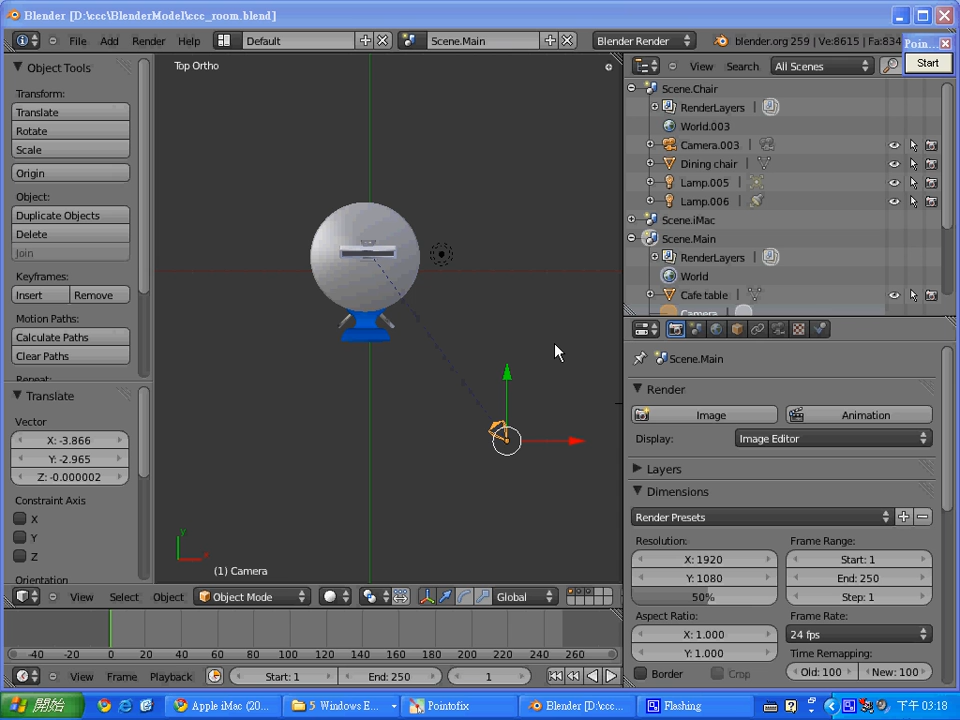 Blender [D:\ccc\BlenderModel\ccc_room.blend]
File Add Render Help Default Scene.Main Blender Render blender.org 259 | Ve:8615 | Fa:834
Poin...
Start
Object Tools
Transform:
Translate
Rotate
Scale
Origin
Object:
Duplicate Objects
Delete
Join
Keyframes:
Insert Remove
Motion Paths:
Calculate Paths
Clear Paths
Repeat:
Translate
Vector
X: -3.866
Y: -2.965
Z: -0.000002
Constraint Axis
X
Y
Z
Orientation
Top Ortho
y
(1) Camera
View Select Object Object Mode Global
-40 -20 0 20 40 60 80 100 120 140 160 180 200 220 240 260
View Frame Playback Start: 1 End: 250 1
View Search All Scenes
Scene.Chair
RenderLayers
World.003
Camera.003
Dining chair
Lamp.005
Lamp.006
Scene.iMac
Scene.Main
RenderLayers
World
Cafe table
Camera
Scene.Main
Render
Image Animation
Display: Image Editor
Layers
Dimensions
Render Presets
Resolution: Frame Range:
X: 1920 Start: 1
Y: 1080 End: 250
50% Step: 1
Aspect Ratio: Frame Rate:
X: 1.000 24 fps
Y: 1.000 Time Remapping:
Border Crop Old: 100 New: 100
開始 Apple iMac (20... 5 Windows E... Pointofix Blender [D:\ccc... Flashing 下午 03:18